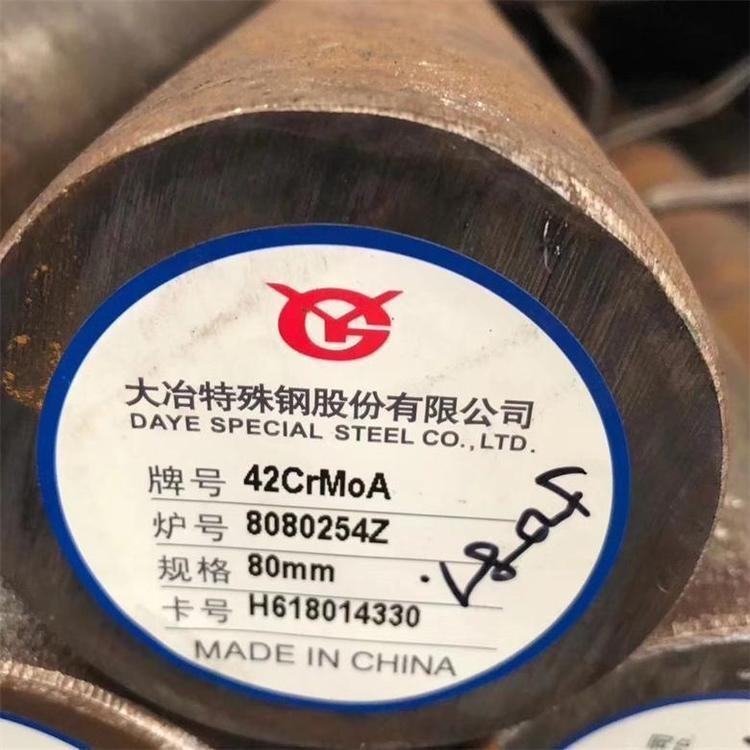 大冶特殊钢股份有限公司
DAYE SPECIAL STEEL CO.,LTD.
牌号 42CrMoA
炉号 8080254Z
规格 80mm
卡号 H618014330
MADE IN CHINA